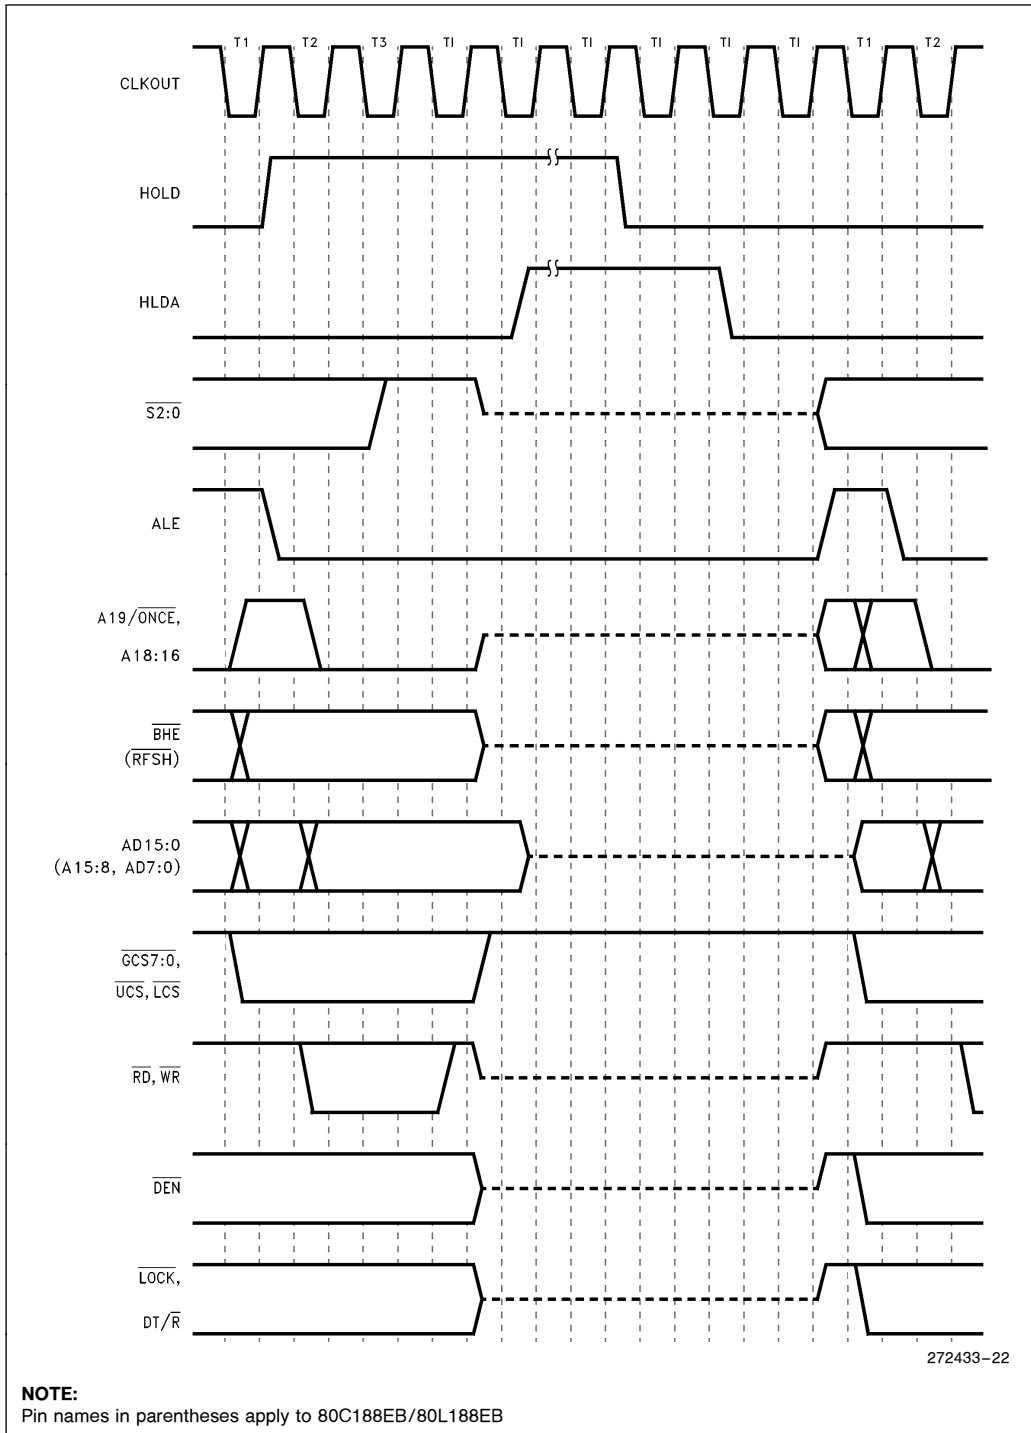 T1 T2 T3 TI TI TI TI TI TI T1 T2
CLKOUT
HOLD
HLDA
S2:0
ALE
A19/ONCE,
A18:16
BHE
(RFSH)
AD15:0
(A15:8, AD7:0)
GCS7:0,
UCS, LCS
RD, WR
DEN
LOCK,
DT/R
272433–22
NOTE:
Pin names in parentheses apply to 80C188EB/80L188EB